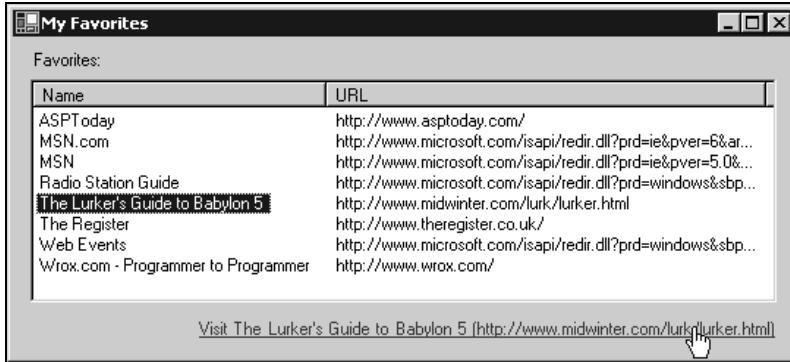 My Favorites
Favorites:
Name URL
ASPToday http://www.asptoday.com/
MSN.com http://www.microsoft.com/isapi/redir.dll?prd=ie&pver=6&ar...
MSN http://www.microsoft.com/isapi/redir.dll?prd=ie&pver=5.0&...
Radio Station Guide http://www.microsoft.com/isapi/redir.dll?prd=windows&sbp...
The Lurker's Guide to Babylon 5 http://www.midwinter.com/lurk/lurker.html
The Register http://www.theregister.co.uk/
Web Events http://www.microsoft.com/isapi/redir.dll?prd=windows&sbp...
Wrox.com - Programmer to Programmer http://www.wrox.com/
Visit The Lurker's Guide to Babylon 5 (http://www.midwinter.com/lurk/lurker.html)